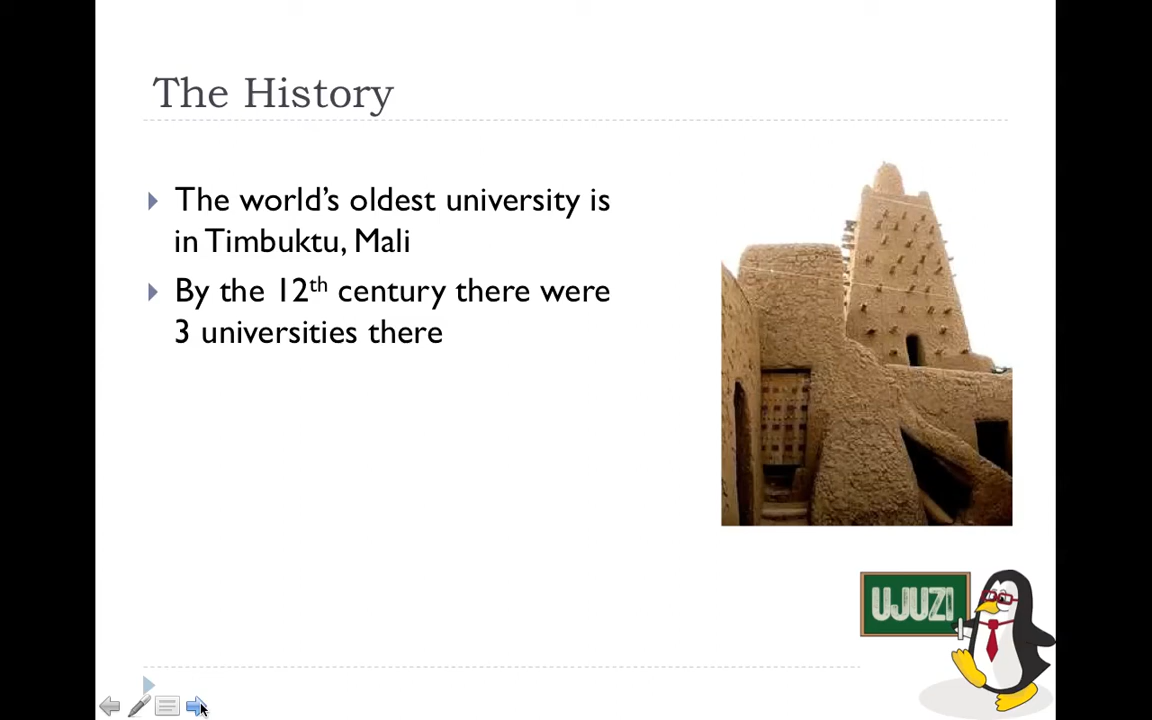 The History
The world's oldest university is
in Timbuktu, Mali
By the 12th century there were
3 universities there
UJUZI